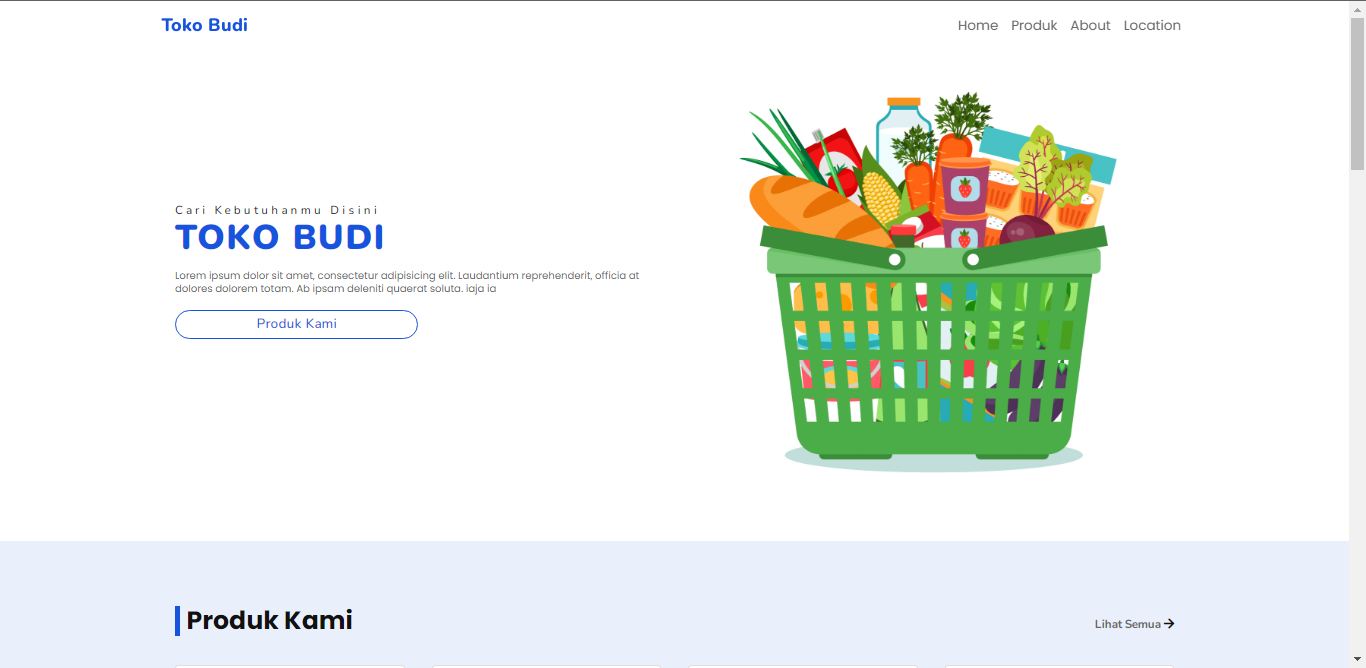 Toko Budi
Home Produk About Location
Cari Kebutuhanmu Disini
TOKO BUDI
Lorem ipsum dolor sit amet, consectetur adipisicing elit. Laudantium reprehenderit, officia at
dolores dolorem totam. Ab ipsam deleniti quaerat soluta. iaja ia
Produk Kami
Produk Kami
Lihat Semua